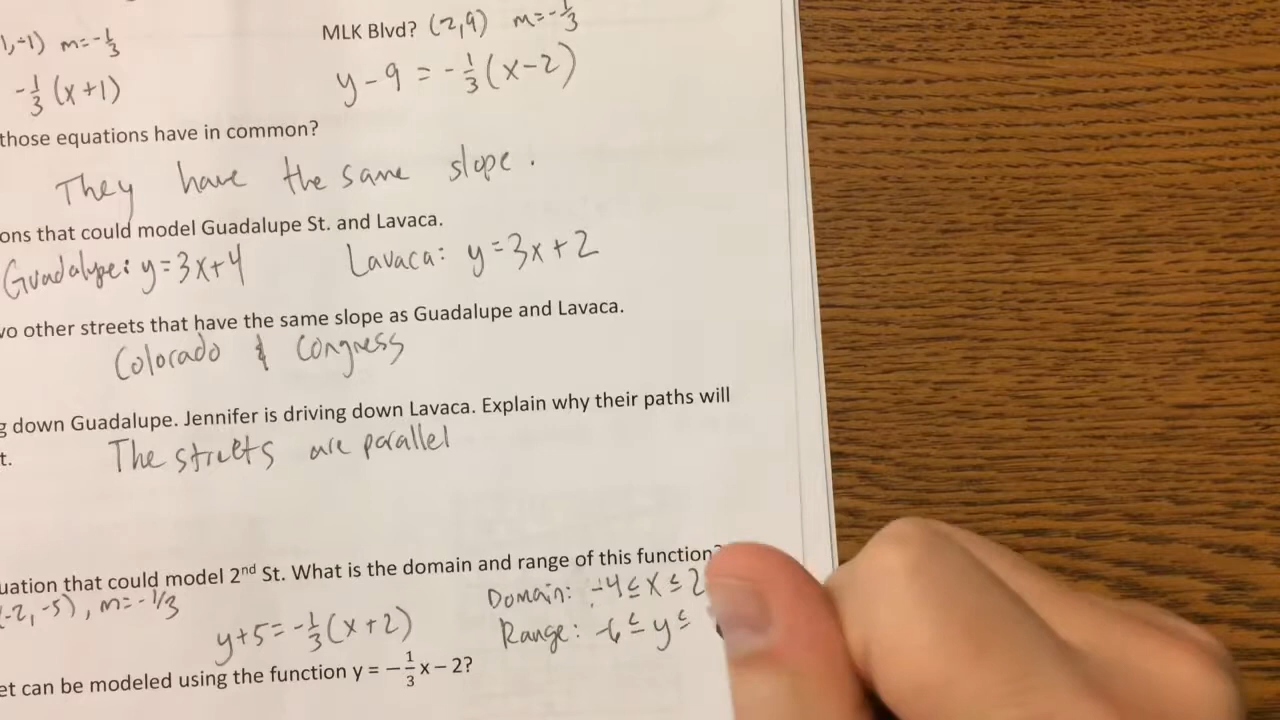 1,-1) m=-1/3
MLK Blvd? (2,9) m=-1/3
-1/3(x+1)
y-9=-1/3(x-2)
those equations have in common?
They have the same slope.
ons that could model Guadalupe St. and Lavaca.
Guadalupe: y=3x+4
Lavaca: y=3x+2
wo other streets that have the same slope as Guadalupe and Lavaca.
Colorado & Congress
g down Guadalupe. Jennifer is driving down Lavaca. Explain why their paths will
t.
The streets are parallel
uation that could model 2nd St. What is the domain and range of this function?
(-2,-5), m=-1/3
y+5=-1/3(x+2)
Domain: -4≤x≤2
Range: -6≤y≤
et can be modeled using the function y = -1/3x-2?